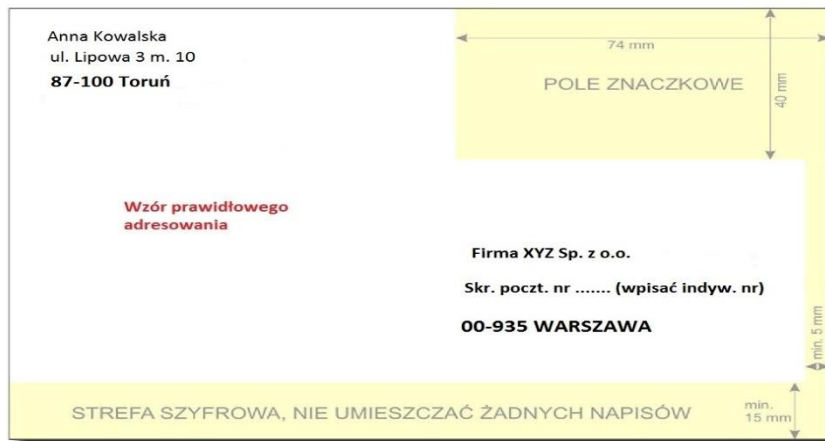 Anna Kowalska
ul. Lipowa 3 m. 10
87-100 Toruń
74 mm
POLE ZNACZKOWE
40 mm
Wzór prawidłowego
adresowania
Firma XYZ Sp. z o.o.
Skr. poczt. nr ....... (wpisać indyw. nr)
00-935 WARSZAWA
min. 5 mm
STREFA SZYFROWA, NIE UMIESZCZAĆ ŻADNYCH NAPISÓW
min.
15 mm